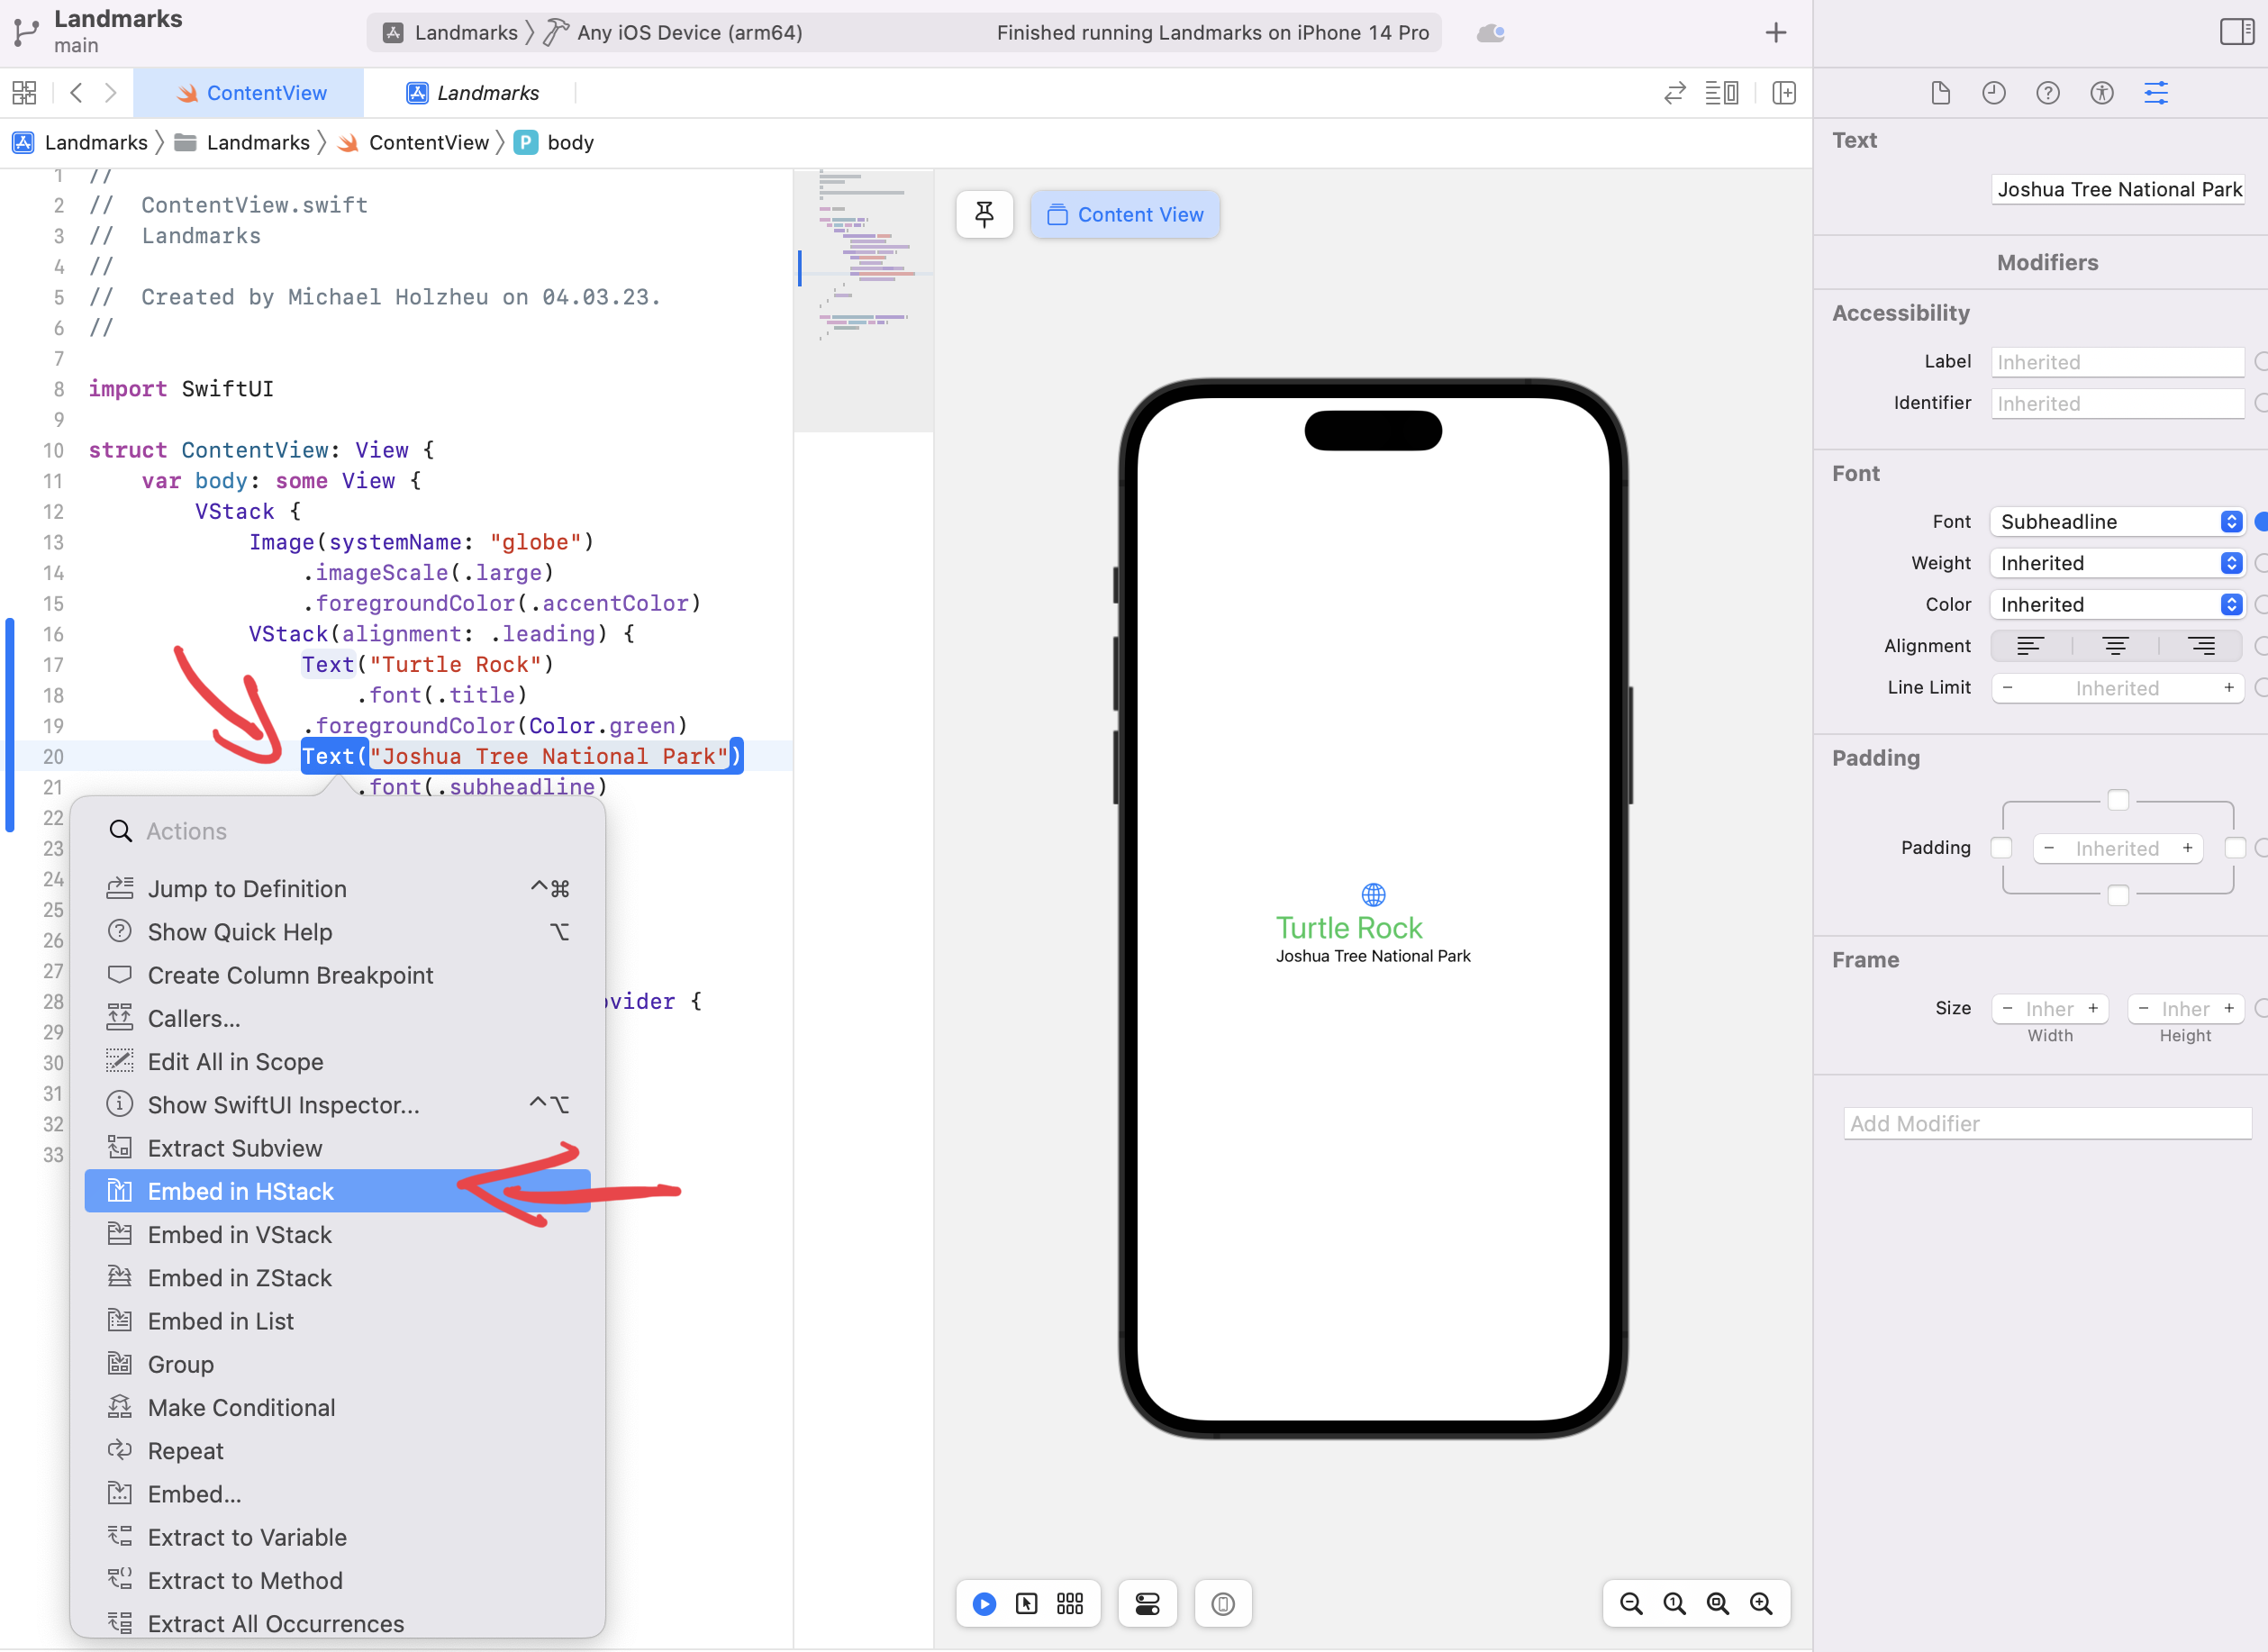 Landmarks
main
Landmarks
Any iOS Device (arm64)
Finished running Landmarks on iPhone 14 Pro
ContentView
Landmarks
Landmarks
Landmarks
ContentView
P
body
1 //
2 //  ContentView.swift
3 //  Landmarks
4 //
5 //  Created by Michael Holzheu on 04.03.23.
6 //
7
8 import SwiftUI
9
10 struct ContentView: View {
11     var body: some View {
12         VStack {
13             Image(systemName: "globe")
14                 .imageScale(.large)
15                 .foregroundColor(.accentColor)
16             VStack(alignment: .leading) {
17                 Text("Turtle Rock")
18                     .font(.title)
19                 .foregroundColor(Color.green)
20                 Text("Joshua Tree National Park")
21                     .font(.subheadline)
22
23
24
25
26
27
28 ovider {
29
30
31
32
33
Actions
Jump to Definition ^⌘
Show Quick Help ⌥
Create Column Breakpoint
Callers...
Edit All in Scope
Show SwiftUI Inspector... ^⌥
Extract Subview
Embed in HStack
Embed in VStack
Embed in ZStack
Embed in List
Group
Make Conditional
Repeat
Embed...
Extract to Variable
Extract to Method
Extract All Occurrences
Content View
Turtle Rock
Joshua Tree National Park
Text
Joshua Tree National Park
Modifiers
Accessibility
Label Inherited
Identifier Inherited
Font
Font Subheadline
Weight Inherited
Color Inherited
Alignment
Line Limit − Inherited +
Padding
Padding − Inherited +
Frame
Size − Inher + − Inher +
Width Height
Add Modifier